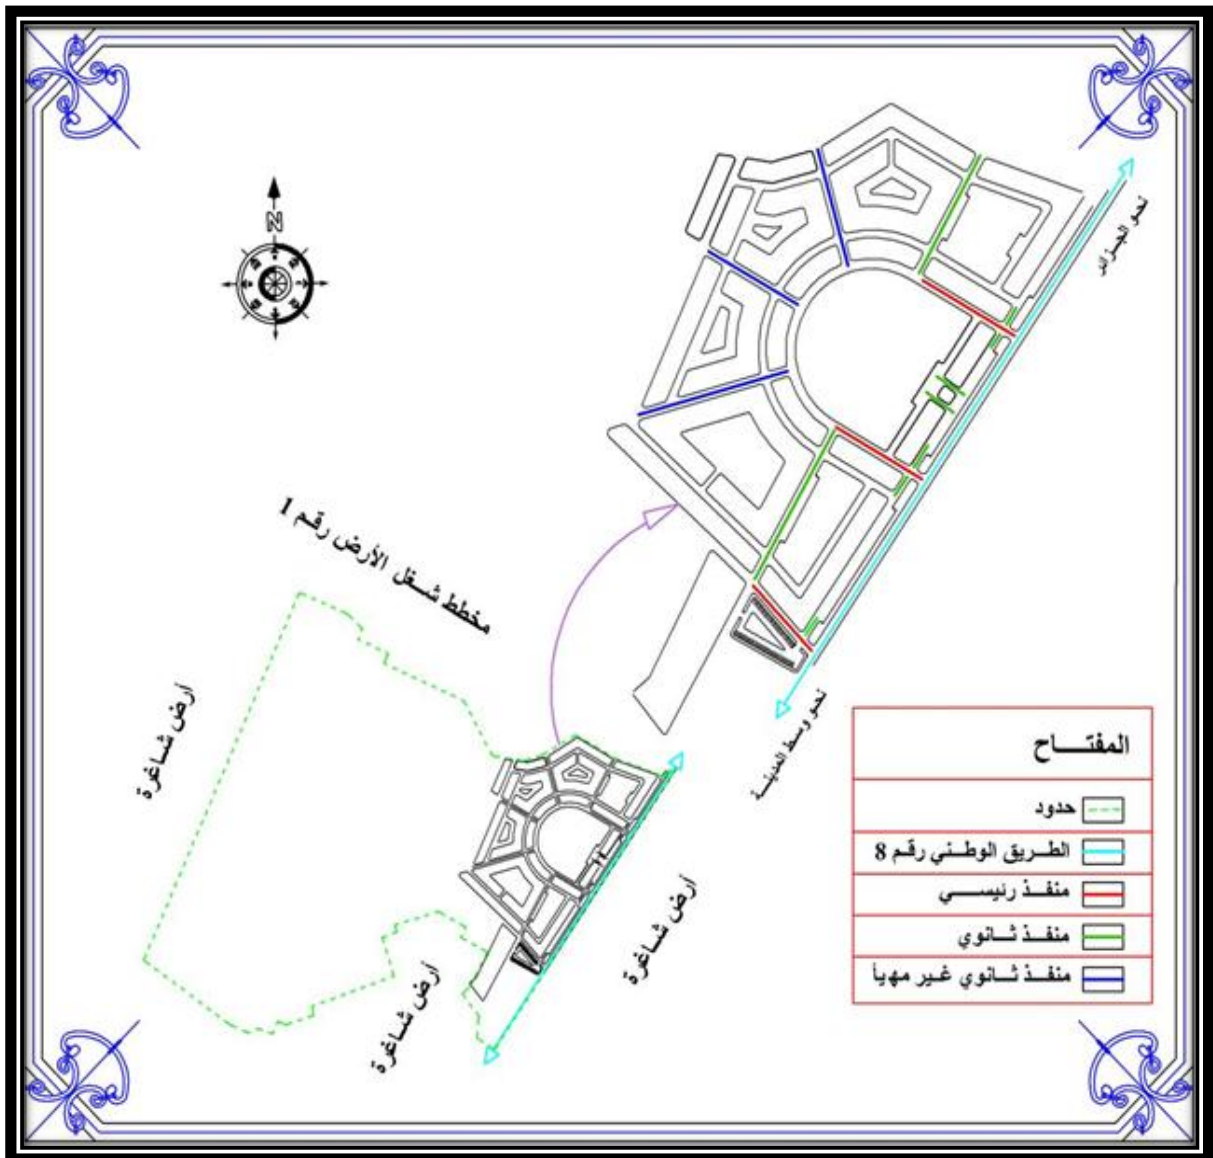 N
نحو الجزائر
مخطط شغل الأرض رقم 1
أرض شاغرة
نحو وسط المدينة
أرض شاغرة
أرض شاغرة
المفتاح
حدود
الطريق الوطني رقم 8
منفذ رئيسي
منفذ ثانوي
منفذ ثانوي غير مهيأ